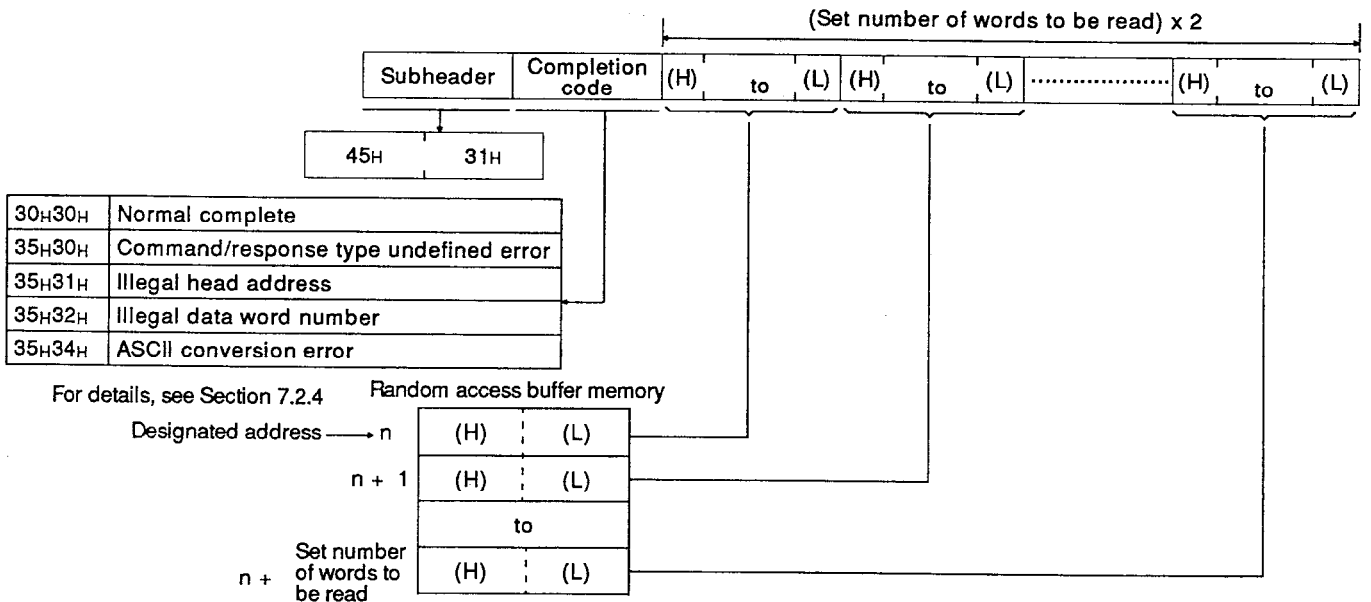 (Set number of words to be read) x 2
Subheader
Completion code
(H) to (L)
(H) to (L)
(H) to (L)
45H 31H
30H30H Normal complete
35H30H Command/response type undefined error
35H31H Illegal head address
35H32H Illegal data word number
35H34H ASCII conversion error
For details, see Section 7.2.4
Random access buffer memory
Designated address n (H) (L)
n + 1 (H) (L)
to
n + Set number of words to be read (H) (L)